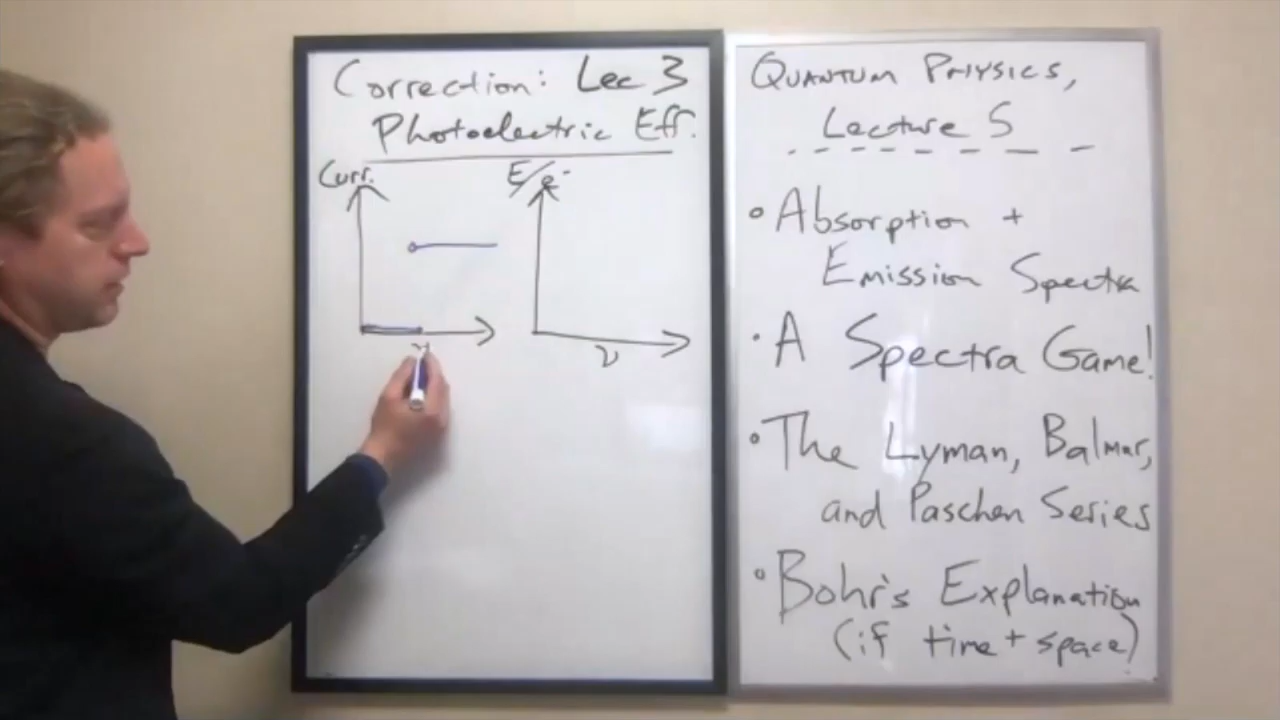 Correction: Lec 3
Photoelectric Eff.
Curr.
E/e-
ν
QUANTUM PHYSICS,
Lecture 5
• Absorption +
Emission Spectra
• A Spectra Game!
• The Lyman, Balmer,
and Paschen Series
• Bohr's Explanation
(if time + space)